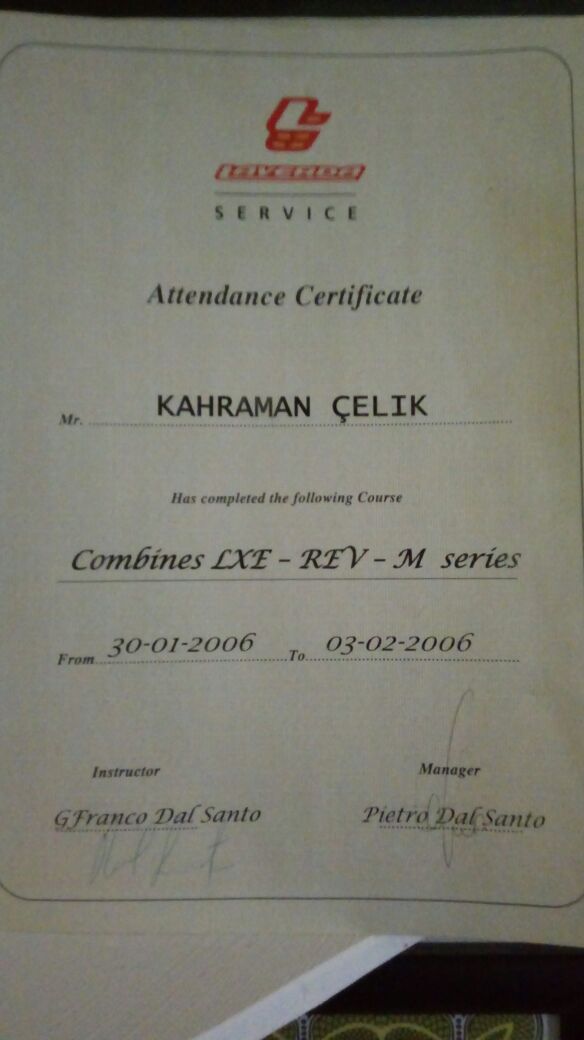 LAVERDA
SERVICE
Attendance Certificate
Mr. KAHRAMAN ÇELIK
Has completed the following Course
Combines LXE - REV - M series
From 30-01-2006 To 03-02-2006
Instructor Manager
GFranco Dal Santo Pietro Dal Santo